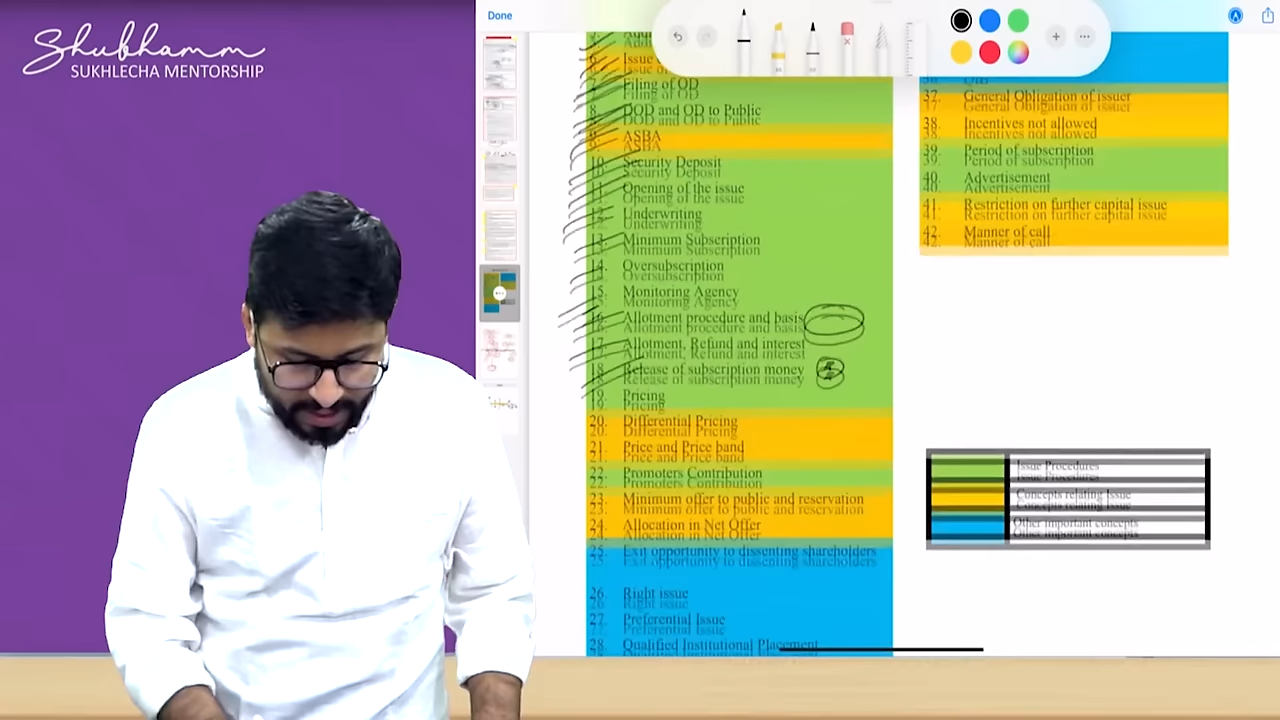 Shubhamm
SUKHLECHA MENTORSHIP
Done
Issue
7. Filing of OD
8. DOD and OD to Public
9. ASBA
10. Security Deposit
11. Opening of the issue
12. Underwriting
13. Minimum Subscription
14. Oversubscription
15. Monitoring Agency
16. Allotment procedure and basis
17. Allotment, Refund and interest
18. Release of subscription money
19. Pricing
20. Differential Pricing
21. Price and Price band
22. Promoters Contribution
23. Minimum offer to public and reservation
24. Allocation in Net Offer
25. Exit opportunity to dissenting shareholders
26. Right issue
27. Preferential Issue
28. Qualified Institutional Placement
37. General Obligation of issuer
38. Incentives not allowed
39. Period of subscription
40. Advertisement
41. Restriction on further capital issue
42. Manner of call
Issue Procedures
Concepts relating Issue
Other important concepts